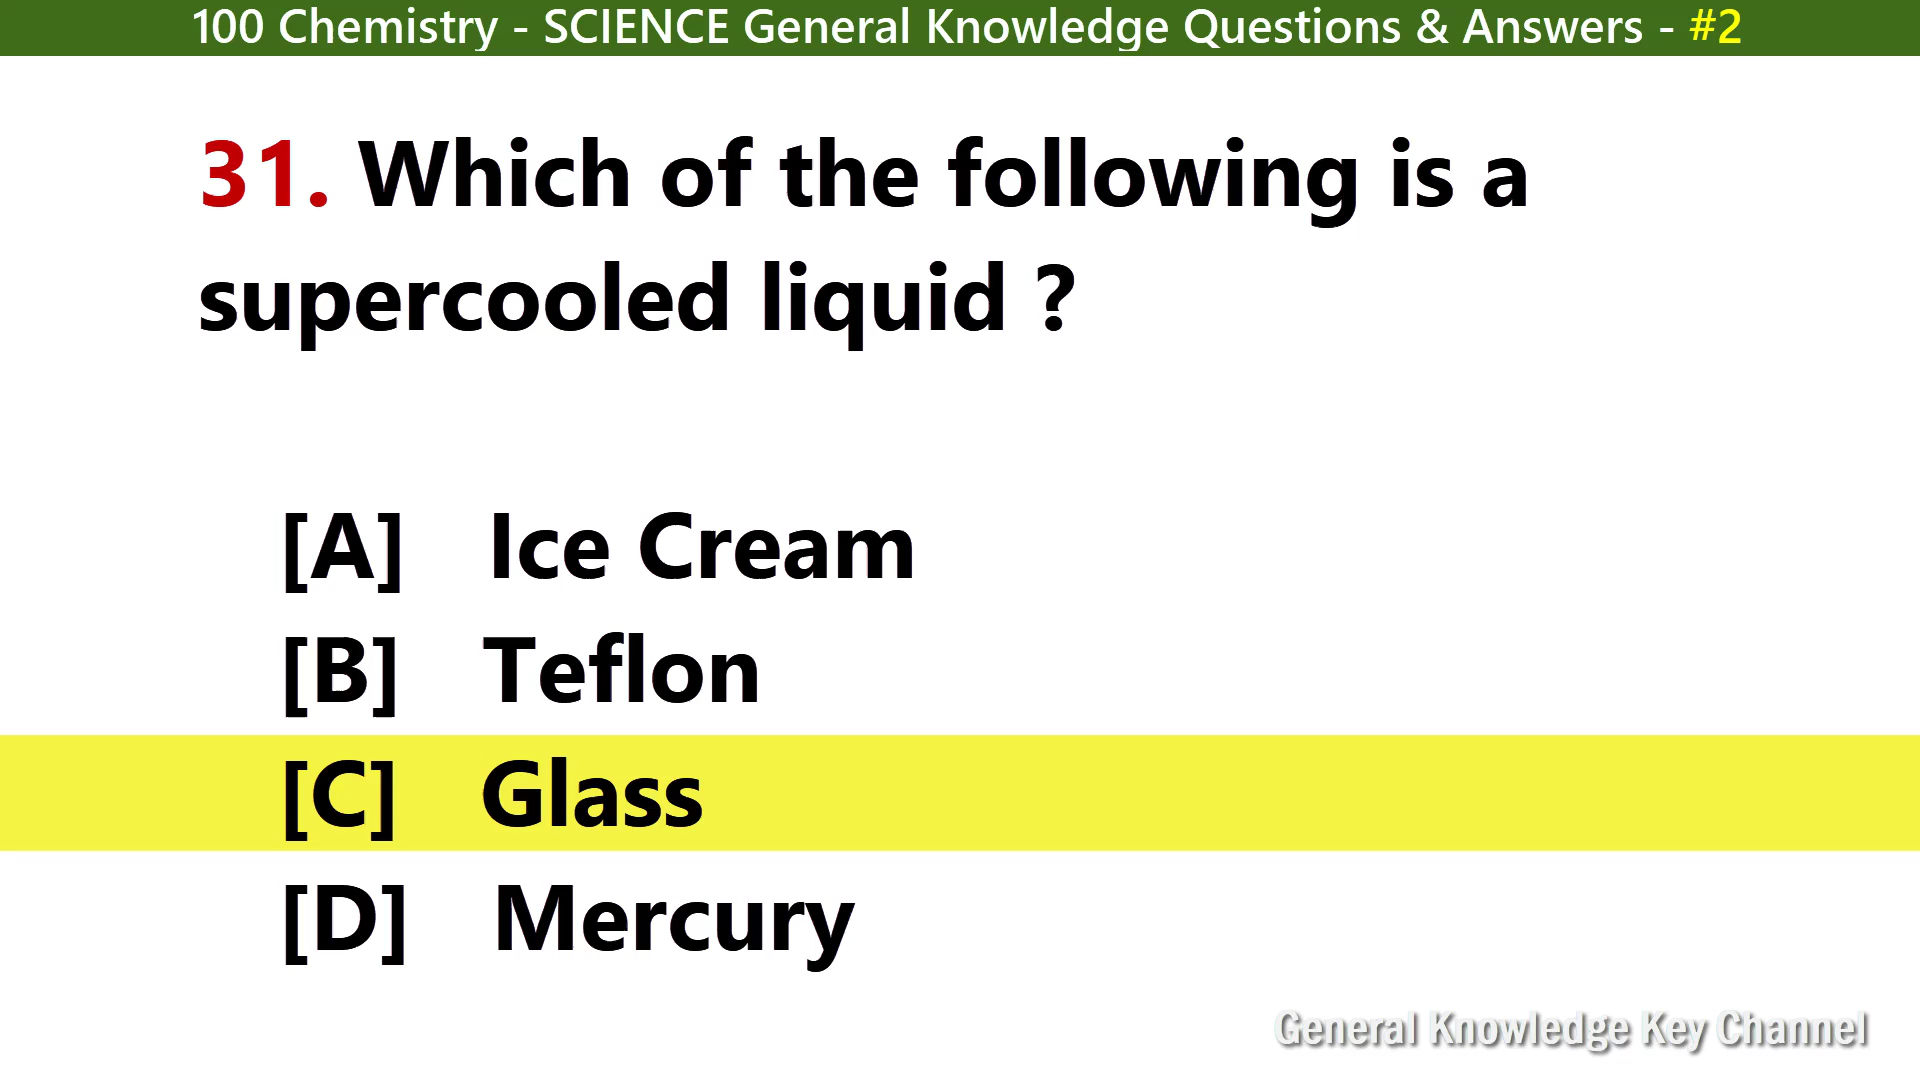 100 Chemistry - SCIENCE General Knowledge Questions & Answers - #2
31. Which of the following is a
supercooled liquid ?
[A] Ice Cream
[B] Teflon
[C] Glass
[D] Mercury
General Knowledge Key Channel